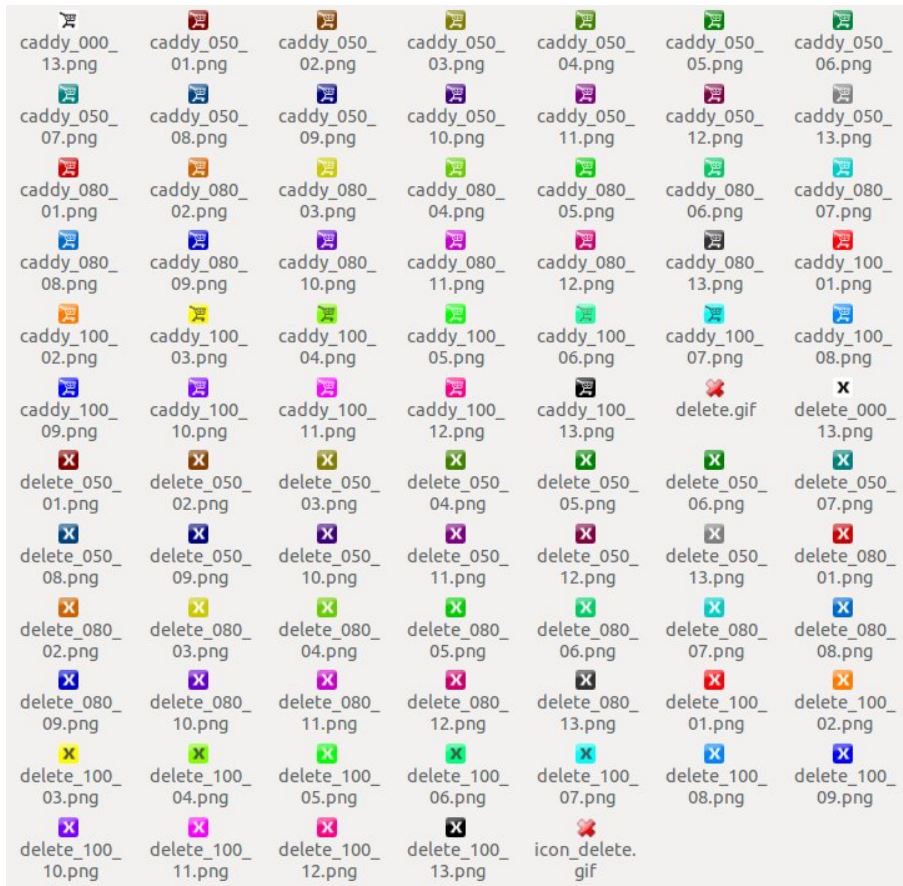 caddy_000_ caddy_050_ caddy_050_ caddy_050_ caddy_050_ caddy_050_ caddy_050_
13.png 01.png 02.png 03.png 04.png 05.png 06.png
caddy_050_ caddy_050_ caddy_050_ caddy_050_ caddy_050_ caddy_050_ caddy_050_
07.png 08.png 09.png 10.png 11.png 12.png 13.png
caddy_080_ caddy_080_ caddy_080_ caddy_080_ caddy_080_ caddy_080_ caddy_080_
01.png 02.png 03.png 04.png 05.png 06.png 07.png
caddy_080_ caddy_080_ caddy_080_ caddy_080_ caddy_080_ caddy_080_ caddy_100_
08.png 09.png 10.png 11.png 12.png 13.png 01.png
caddy_100_ caddy_100_ caddy_100_ caddy_100_ caddy_100_ caddy_100_ caddy_100_
02.png 03.png 04.png 05.png 06.png 07.png 08.png
caddy_100_ caddy_100_ caddy_100_ caddy_100_ caddy_100_ delete.gif delete_000_
09.png 10.png 11.png 12.png 13.png 13.png
delete_050_ delete_050_ delete_050_ delete_050_ delete_050_ delete_050_ delete_050_
01.png 02.png 03.png 04.png 05.png 06.png 07.png
delete_050_ delete_050_ delete_050_ delete_050_ delete_050_ delete_050_ delete_080_
08.png 09.png 10.png 11.png 12.png 13.png 01.png
delete_080_ delete_080_ delete_080_ delete_080_ delete_080_ delete_080_ delete_080_
02.png 03.png 04.png 05.png 06.png 07.png 08.png
delete_080_ delete_080_ delete_080_ delete_080_ delete_080_ delete_100_ delete_100_
09.png 10.png 11.png 12.png 13.png 01.png 02.png
delete_100_ delete_100_ delete_100_ delete_100_ delete_100_ delete_100_ delete_100_
03.png 04.png 05.png 06.png 07.png 08.png 09.png
delete_100_ delete_100_ delete_100_ delete_100_ icon_delete.
10.png 11.png 12.png 13.png gif